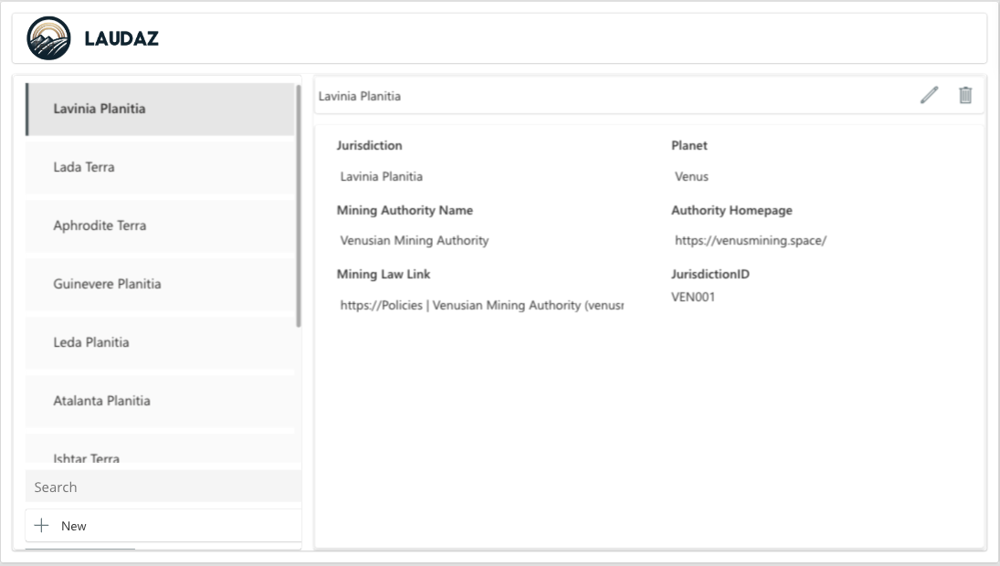 LAUDAZ
Lavinia Planitia
Lada Terra
Aphrodite Terra
Guinevere Planitia
Leda Planitia
Atalanta Planitia
Ishtar Terra
Search
New
Lavinia Planitia
Jurisdiction
Lavinia Planitia
Planet
Venus
Mining Authority Name
Venusian Mining Authority
Authority Homepage
https://venusmining.space/
Mining Law Link
https://Policies | Venusian Mining Authority (venusr
JurisdictionID
VEN001